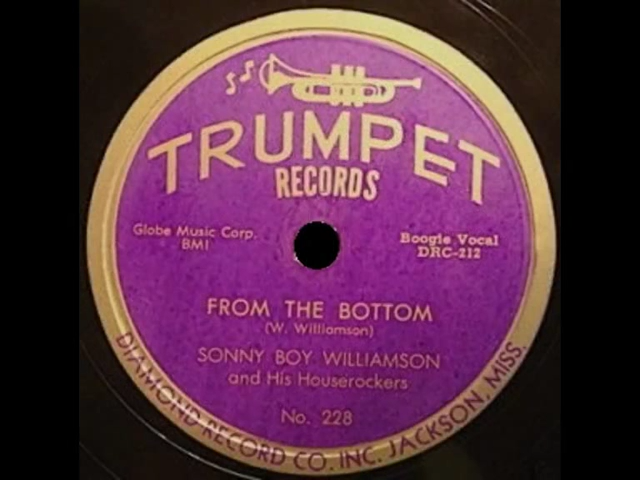 TRUMPET
RECORDS
Globe Music Corp.
BMI
Boogie Vocal
DRC-212
FROM THE BOTTOM
(W. Williamson)
SONNY BOY WILLIAMSON
and His Houserockers
No. 228
DIAMOND RECORD CO. INC. JACKSON, MISS.